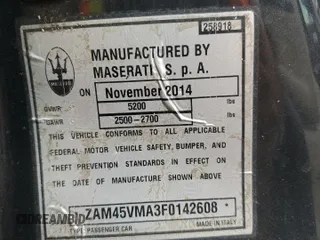 258918
MANUFACTURED BY
MASERATI S. p. A.
ON November 2014
GVWR 5200 lbs
GAWR 2500-2700 lbs
THIS VEHICLE CONFORMS TO ALL APPLICABLE
FEDERAL MOTOR VEHICLE SAFETY, BUMPER, AND
THEFT PREVENTION STANDARDS IN EFFECT ON
THE DATE OF MANUFACTURE SHOWN ABOVE
ZAM45VMA3F0142608 *
TYPE PASSENGER CAR MADE IN ITALY